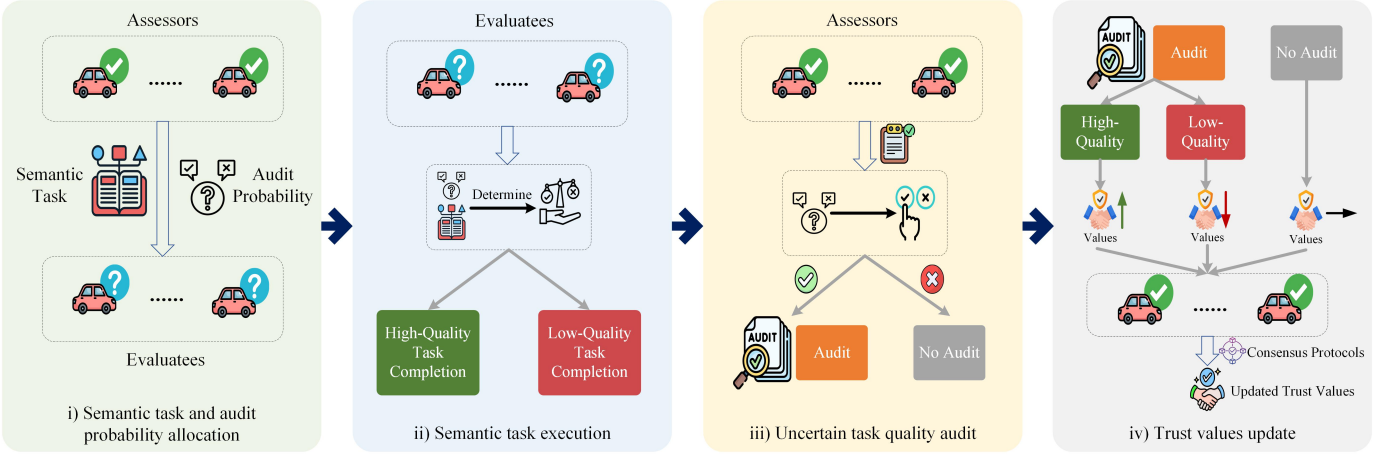 Assessors
......
Semantic
Task
Audit
Probability
......
Evaluatees
i) Semantic task and audit
probability allocation
Evaluatees
......
Determine
High-Quality
Task
Completion
Low-Quality
Task
Completion
ii) Semantic task execution
Assessors
......
AUDIT
Audit
No Audit
iii) Uncertain task quality audit
AUDIT
Audit
No Audit
High-
Quality
Low-
Quality
Values
Values
Values
......
Consensus Protocols
Updated Trust Values
iv) Trust values update